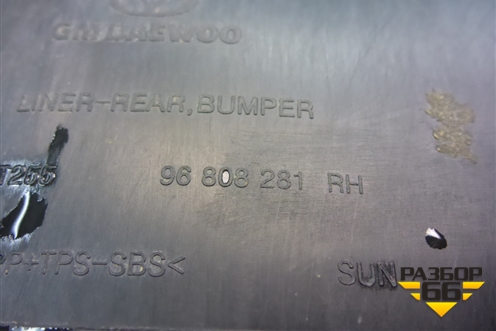 GM DAEWOO
LINER-REAR, BUMPER
T255
96 808 281 RH
>PP+TPS-SBS<
SUN
РАЗБОР
66